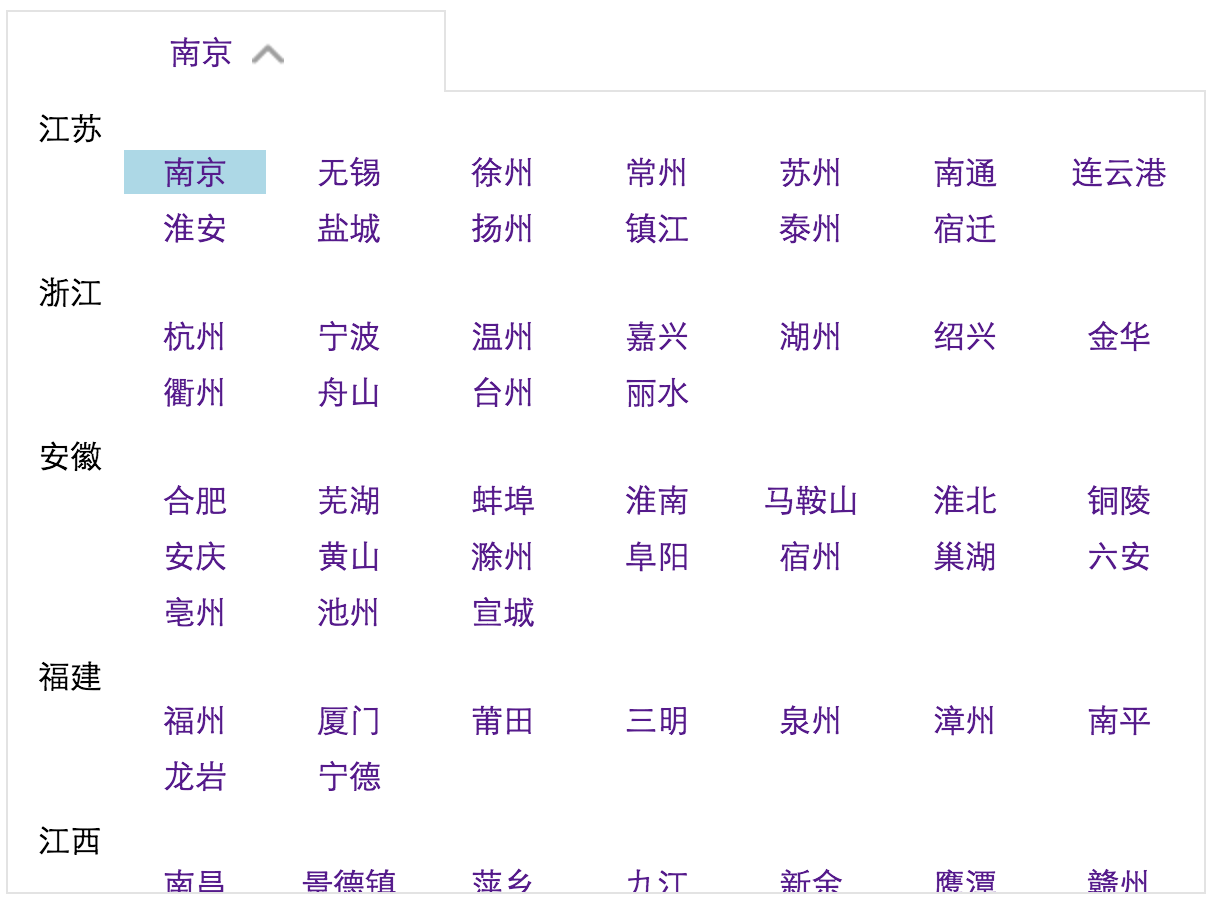 南京
江苏
南京 无锡 徐州 常州 苏州 南通 连云港
淮安 盐城 扬州 镇江 泰州 宿迁
浙江
杭州 宁波 温州 嘉兴 湖州 绍兴 金华
衢州 舟山 台州 丽水
安徽
合肥 芜湖 蚌埠 淮南 马鞍山 淮北 铜陵
安庆 黄山 滁州 阜阳 宿州 巢湖 六安
亳州 池州 宣城
福建
福州 厦门 莆田 三明 泉州 漳州 南平
龙岩 宁德
江西
南昌 景德镇 萍乡 九江 新余 鹰潭 赣州